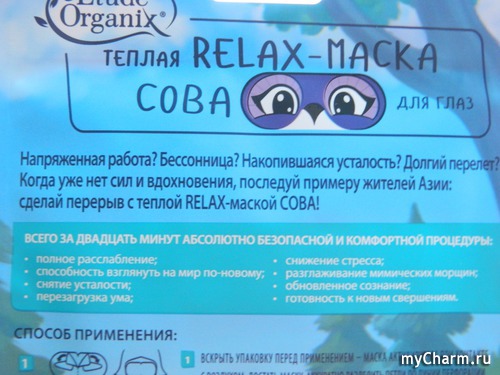 Etude
Organix®
ТЕПЛАЯ RELAX-МАСКА
СОВА ДЛЯ ГЛАЗ
Напряженная работа? Бессонница? Накопившаяся усталость? Долгий перелет?
Когда уже нет сил и вдохновения, последуй примеру жителей Азии:
сделай перерыв с теплой RELAX-маской СОВА!
ВСЕГО ЗА ДВАДЦАТЬ МИНУТ АБСОЛЮТНО БЕЗОПАСНОЙ И КОМФОРТНОЙ ПРОЦЕДУРЫ:
• полное расслабление;
• способность взглянуть на мир по-новому;
• снятие усталости;
• перезагрузка ума;
• снижение стресса;
• разглаживание мимических морщин;
• обновленное сознание;
• готовность к новым свершениям.
СПОСОБ ПРИМЕНЕНИЯ:
1
1 ВСКРЫТЬ УПАКОВКУ ПЕРЕД ПРИМЕНЕНИЕМ – МАСКА
myCharm.ru